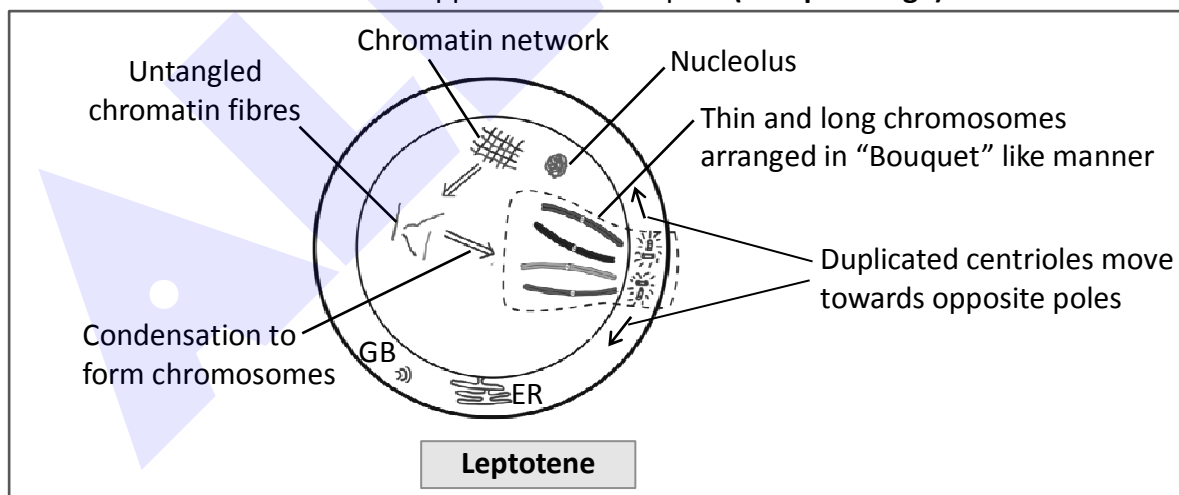 Chromatin network
Untangled
chromatin fibres
Nucleolus
Thin and long chromosomes
arranged in “Bouquet” like manner
Duplicated centrioles move
towards opposite poles
Condensation to
form chromosomes
GB
ER
Leptotene